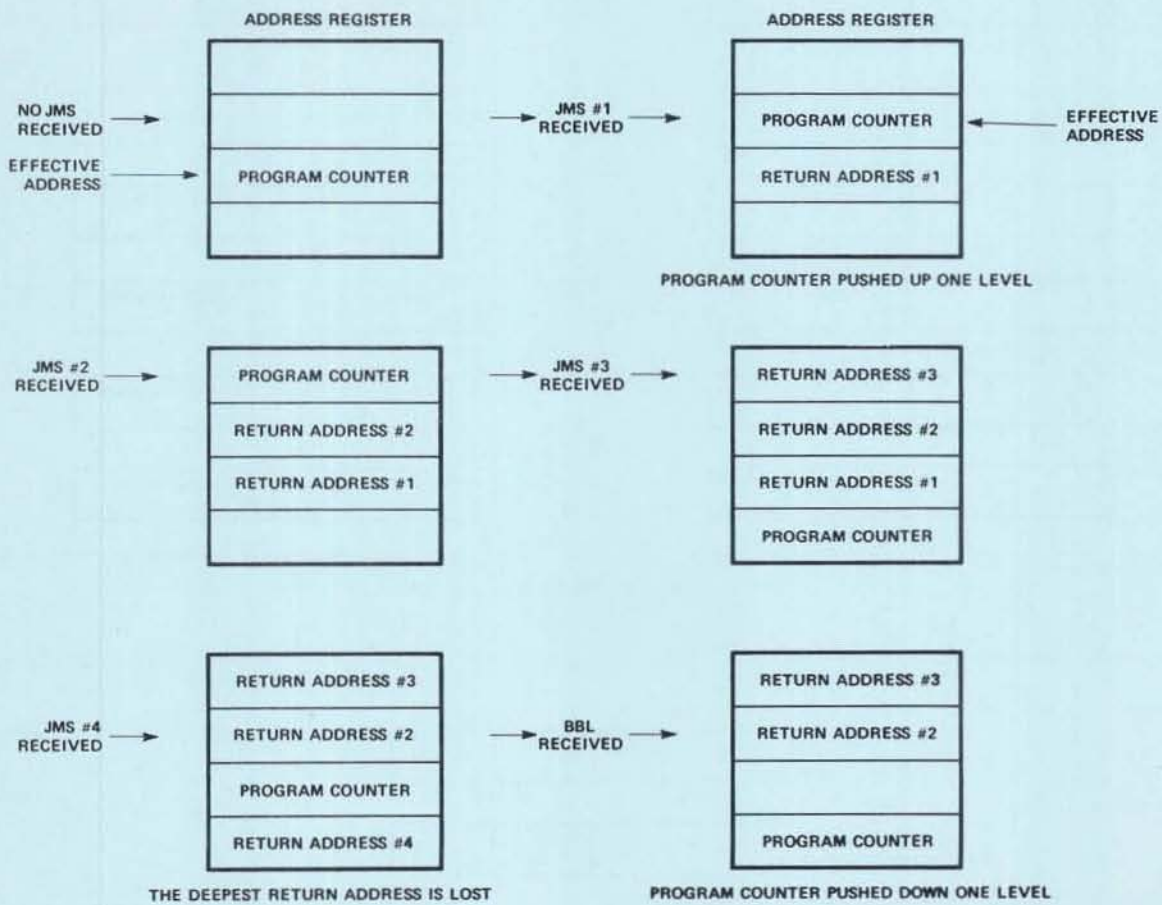 ADDRESS REGISTER
NO JMS
RECEIVED
EFFECTIVE
ADDRESS
PROGRAM COUNTER
JMS #1
RECEIVED
ADDRESS REGISTER
PROGRAM COUNTER
RETURN ADDRESS #1
EFFECTIVE
ADDRESS
PROGRAM COUNTER PUSHED UP ONE LEVEL
JMS #2
RECEIVED
PROGRAM COUNTER
RETURN ADDRESS #2
RETURN ADDRESS #1
JMS #3
RECEIVED
RETURN ADDRESS #3
RETURN ADDRESS #2
RETURN ADDRESS #1
PROGRAM COUNTER
JMS #4
RECEIVED
RETURN ADDRESS #3
RETURN ADDRESS #2
PROGRAM COUNTER
RETURN ADDRESS #4
THE DEEPEST RETURN ADDRESS IS LOST
BBL
RECEIVED
RETURN ADDRESS #3
RETURN ADDRESS #2
PROGRAM COUNTER
PROGRAM COUNTER PUSHED DOWN ONE LEVEL